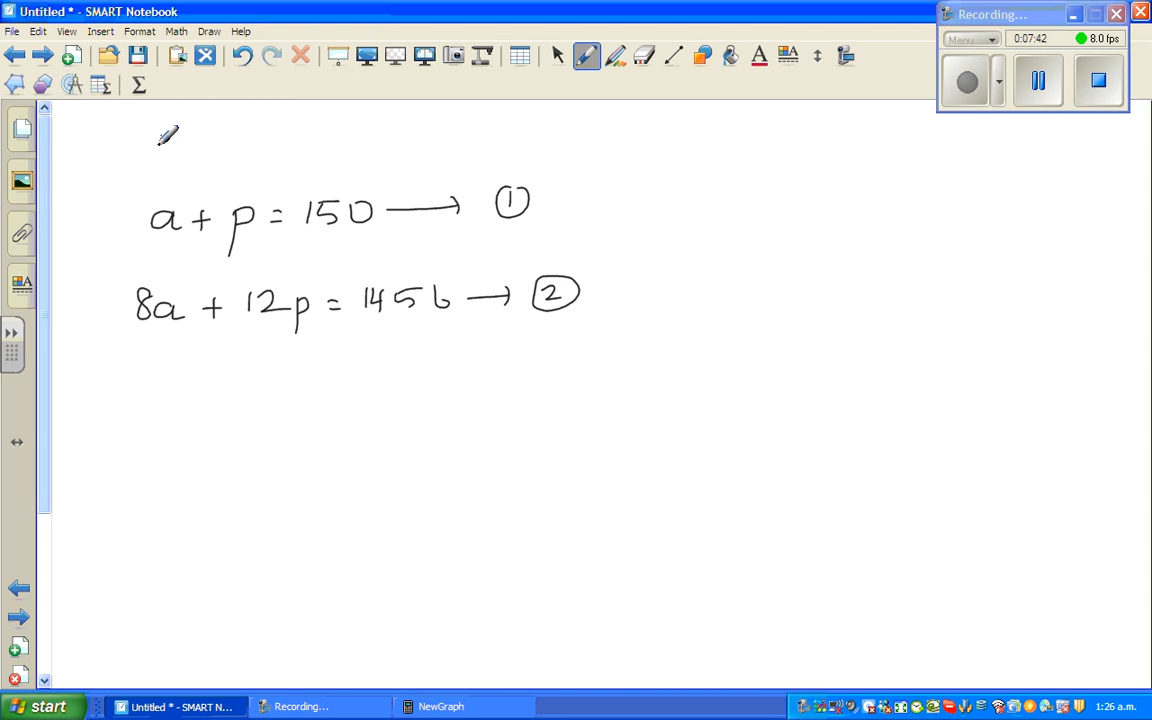 Untitled * - SMART Notebook
File Edit View Insert Format Math Draw Help
Recording...
Menu 0:07:42 8.0 fps
a + p = 150 ⟶ ①
8a + 12p = 1456 ⟶ ②
start Untitled * - SMART N... Recording... NewGraph 1:26 a.m.